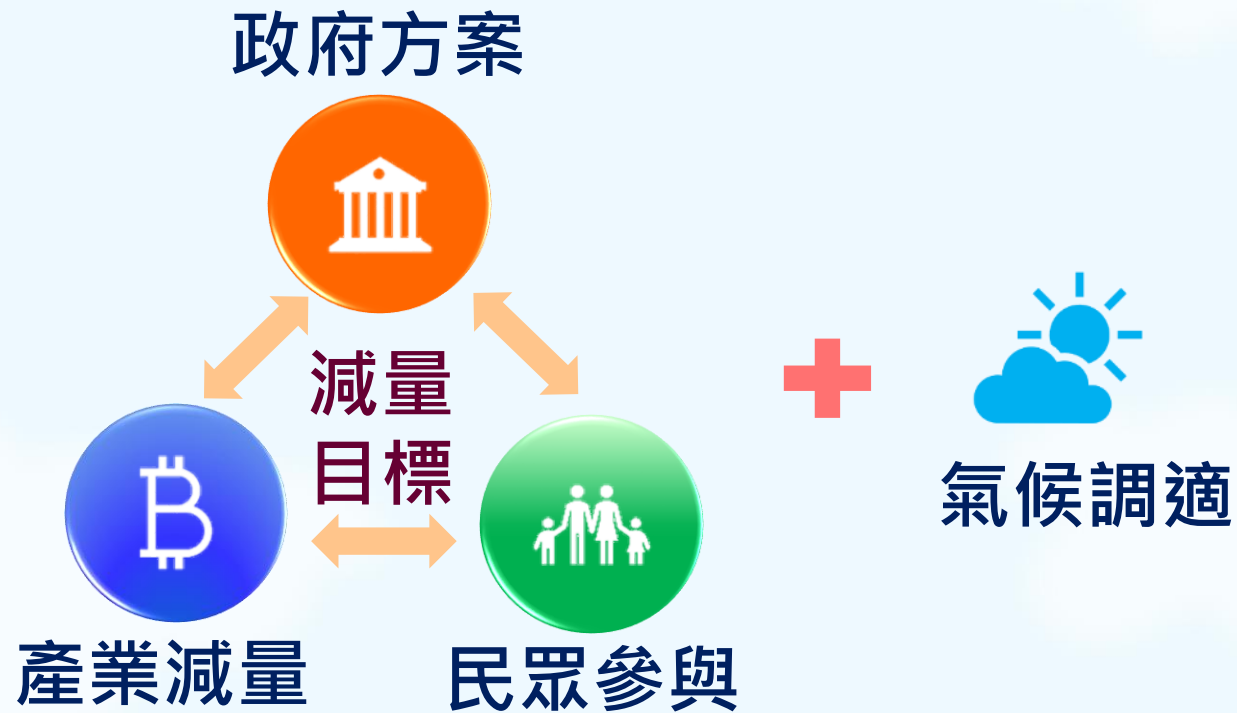 政府方案
減量
目標
產業減量
民眾參與
氣候調適